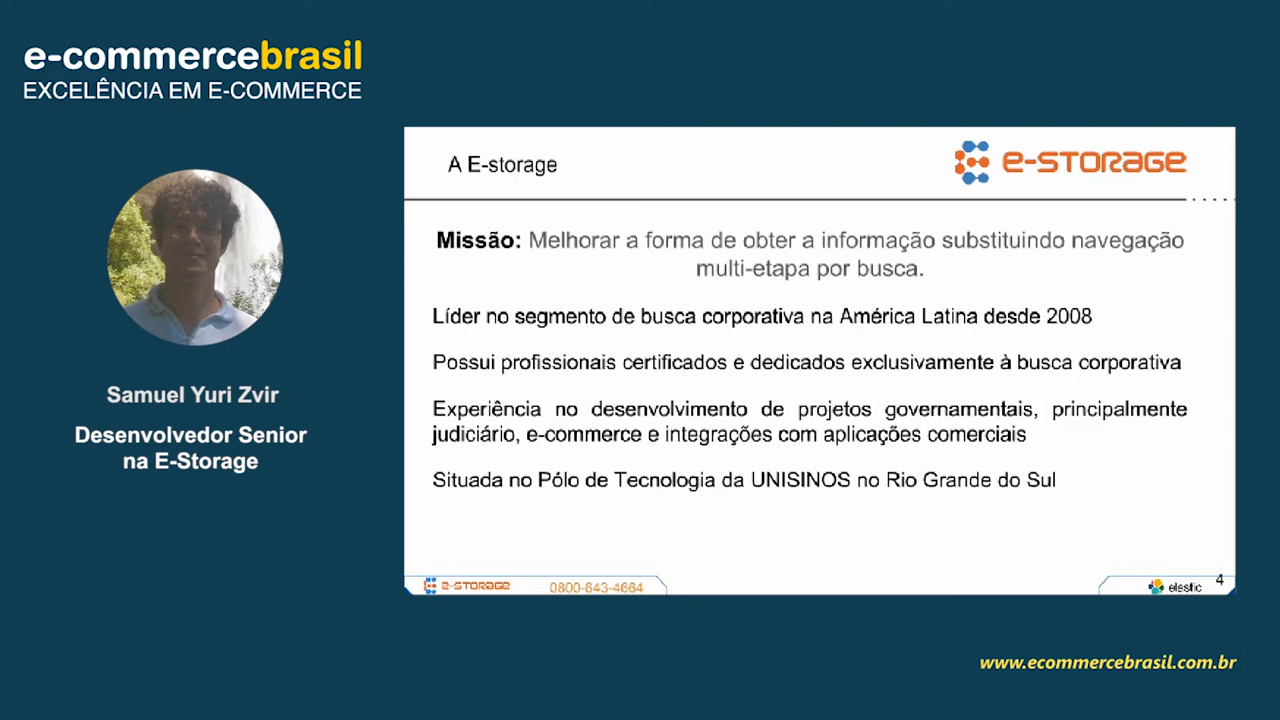 e-commercebrasil
EXCELÊNCIA EM E-COMMERCE
A E-storage
e-STORAGE
Missão: Melhorar a forma de obter a informação substituindo navegação
multi-etapa por busca.
Líder no segmento de busca corporativa na América Latina desde 2008
Possui profissionais certificados e dedicados exclusivamente à busca corporativa
Experiência no desenvolvimento de projetos governamentais, principalmente
judiciário, e-commerce e integrações com aplicações comerciais
Situada no Pólo de Tecnologia da UNISINOS no Rio Grande do Sul
Samuel Yuri Zvir
Desenvolvedor Senior
na E-Storage
e-STORAGE
0800-643-4664
elastic
4
www.ecommercebrasil.com.br